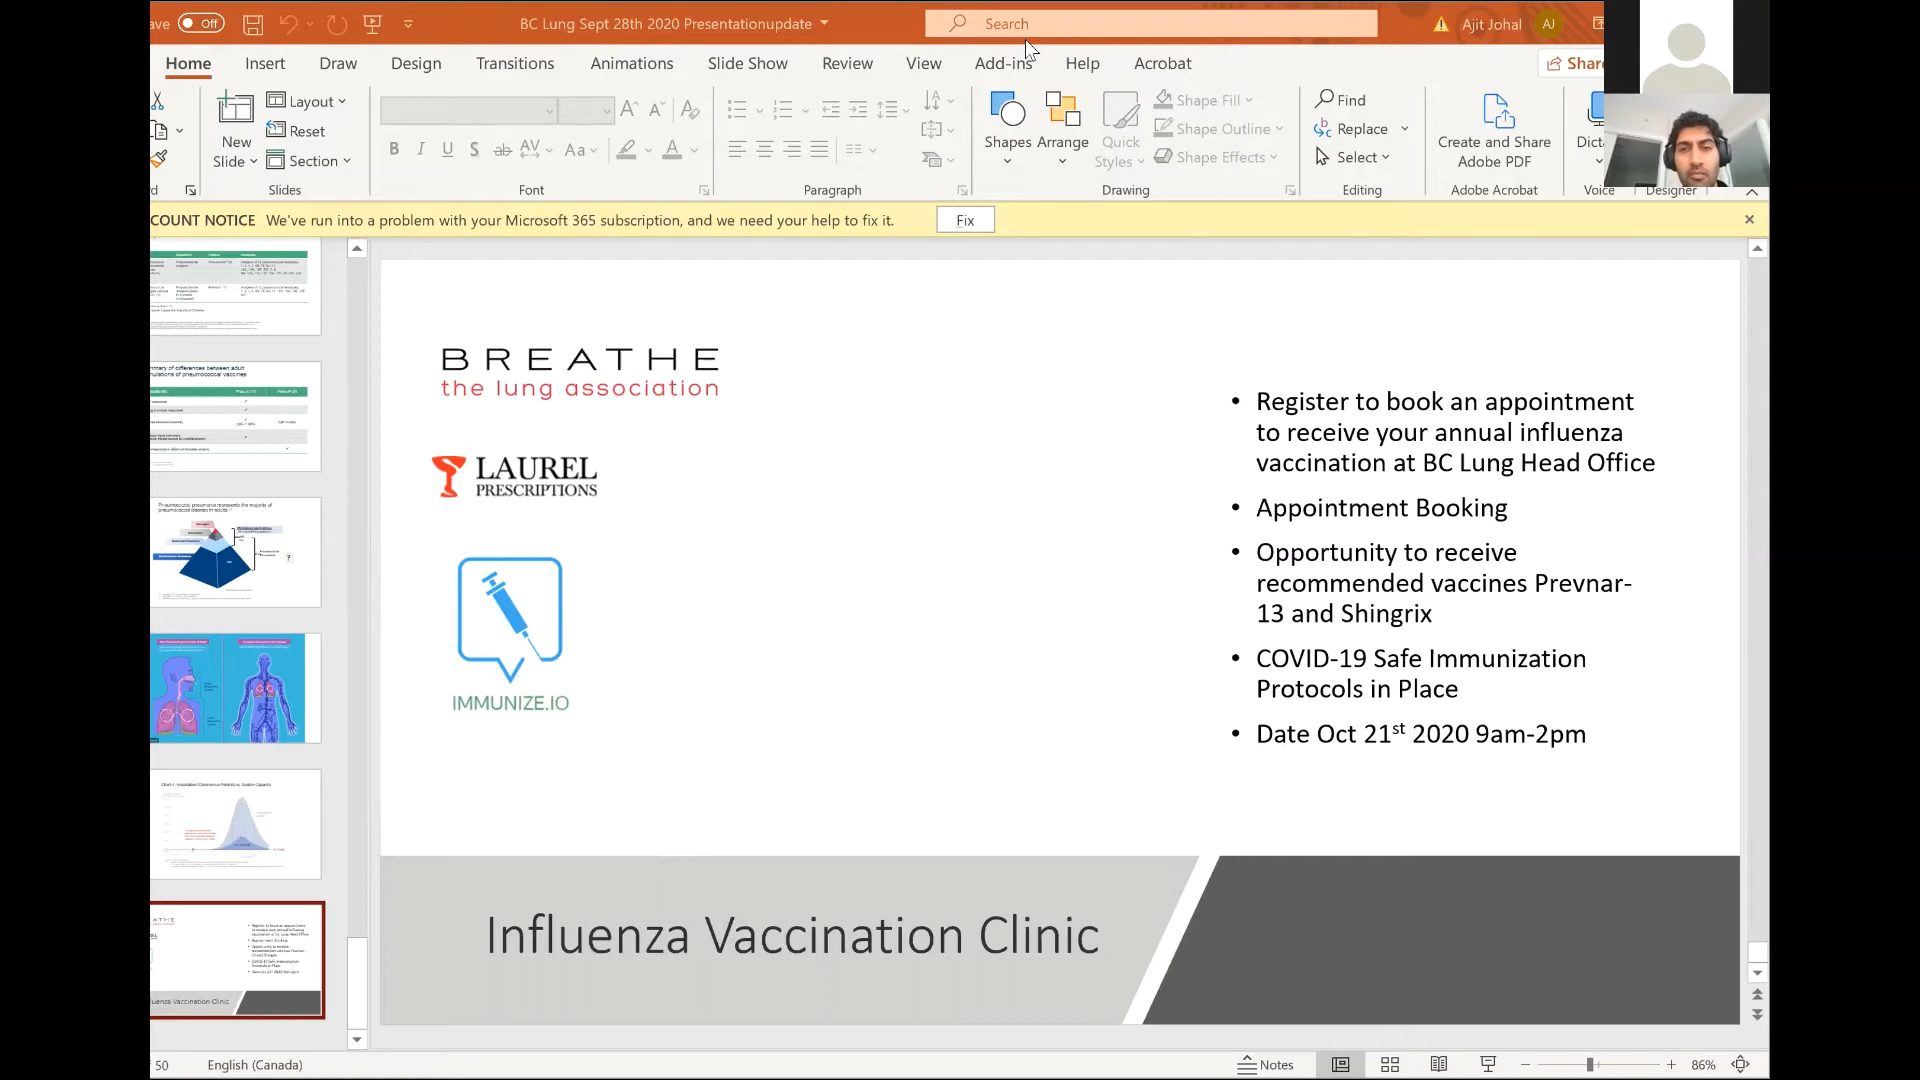 ave Off
BC Lung Sept 28th 2020 Presentationupdate
Search
Ajit Johal AJ
Home Insert Draw Design Transitions Animations Slide Show Review View Add-ins Help Acrobat
Share
New Slide
Layout
Reset
Section
Slides
B I U S ab AV Aa A
Font
Paragraph
Shapes Arrange Quick Styles
Shape Fill
Shape Outline
Shape Effects
Drawing
Find
Replace
Select
Editing
Create and Share Adobe PDF
Adobe Acrobat
Dicta
Voice
Designer
COUNT NOTICE We've run into a problem with your Microsoft 365 subscription, and we need your help to fix it. Fix
BREATHE
the lung association
LAUREL
PRESCRIPTIONS
IMMUNIZE.IO
• Register to book an appointment
to receive your annual influenza
vaccination at BC Lung Head Office
• Appointment Booking
• Opportunity to receive
recommended vaccines Prevnar-
13 and Shingrix
• COVID-19 Safe Immunization
Protocols in Place
• Date Oct 21st 2020 9am-2pm
Influenza Vaccination Clinic
50 English (Canada)
Notes
86%